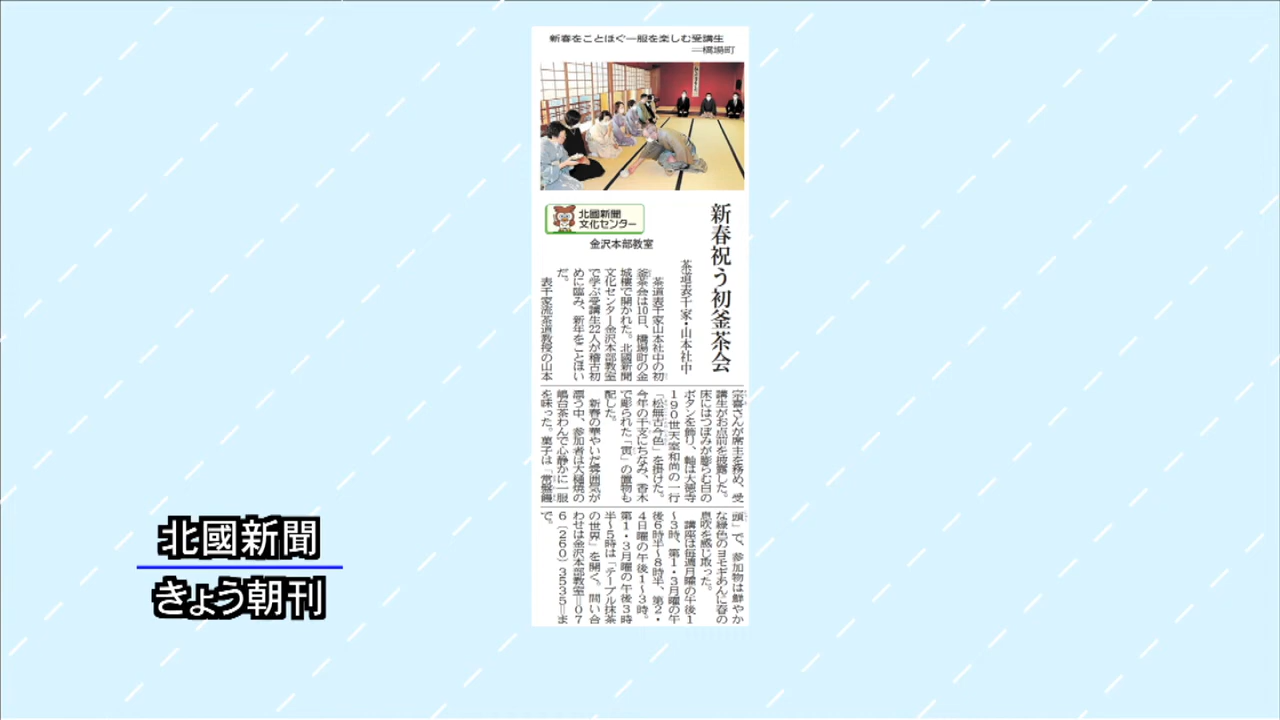 新春をことほぐ一服を楽しむ受講生
＝橋場町
北國新聞
文化センター
金沢本部教室
新春祝う初釜茶会
茶道表千家・山本社中
茶道表千家山本社中の初
釜茶会は10日、橋場町の金
城樓で開かれた。北國新聞
文化センター金沢本部教室
で学ぶ受講生22人が稽古初
めに臨み、新年をことほい
だ。
表千家流茶道教授の山本
宗喜さんが席主を務め、受
講生がお点前を披露した。
床にはつぼみが膨らむ白の
ボタンを飾り、軸は大徳寺
190世天室和尚の一行
「松無古今色」を掛けた。
今年の干支にちなみ、香木
で彫られた「寅」の置物も
配した。
新春の華やいだ雰囲気が
漂う中、参加者は大樋焼の
嶋台茶わんで心静かに一服
を味った。菓子は「常盤饅
頭」で、参加物は鮮やか
な緑色のヨモギあんに春の
息吹を感じ取った。
講座は毎週月曜の午後1
～3時、第1・3月曜の午
後6時半～8時半、第2・
4日曜の午後1～3時。
第1・3月曜の午後3時
半～5時は「テーブル抹茶
の世界」を開く。問い合
わせは金沢本部教室＝07
6（260）3535＝ま
で。
北國新聞
きょう朝刊